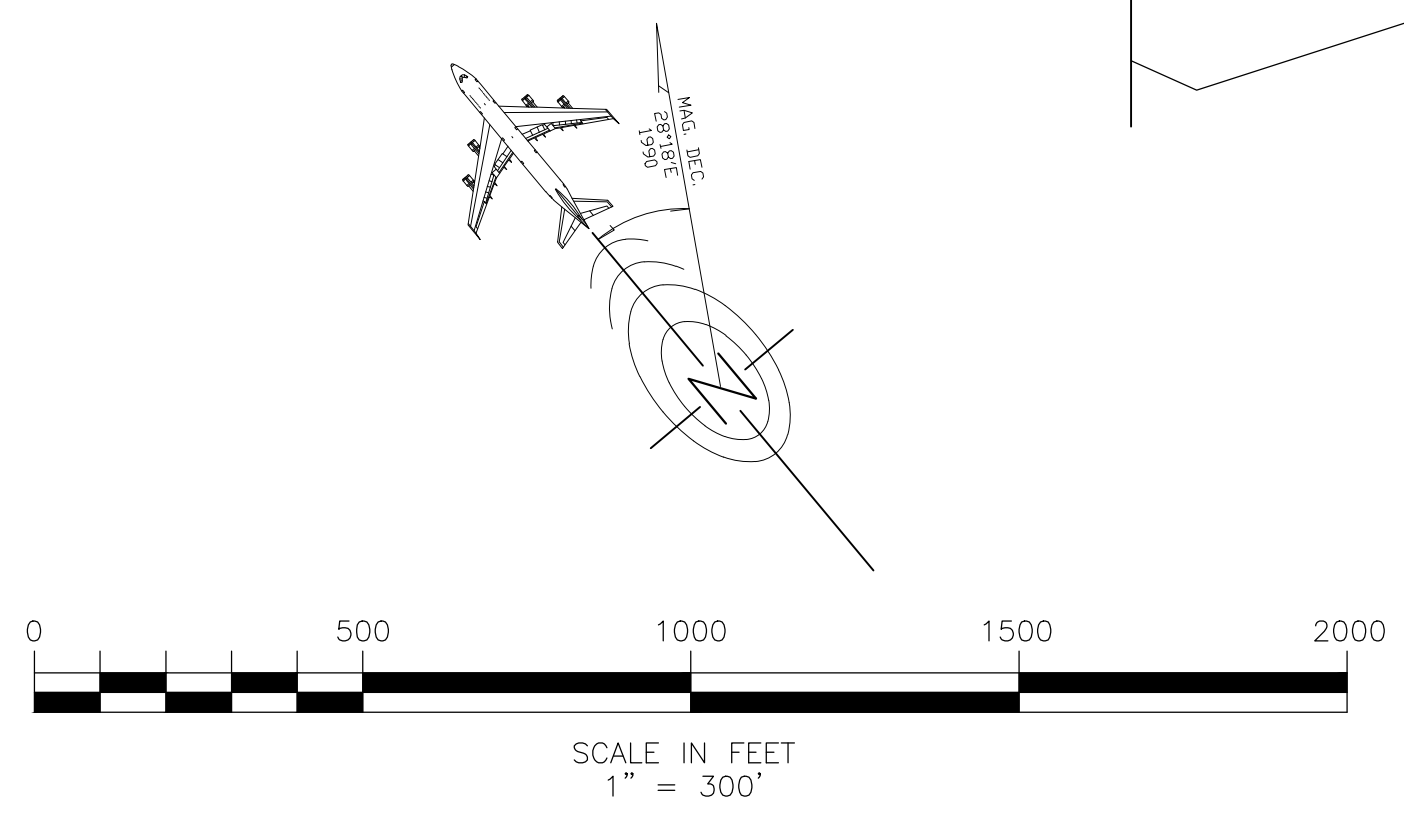 MAG. DEC.
28°18'E
1990
N
0 500 1000 1500 2000
SCALE IN FEET
1" = 300'